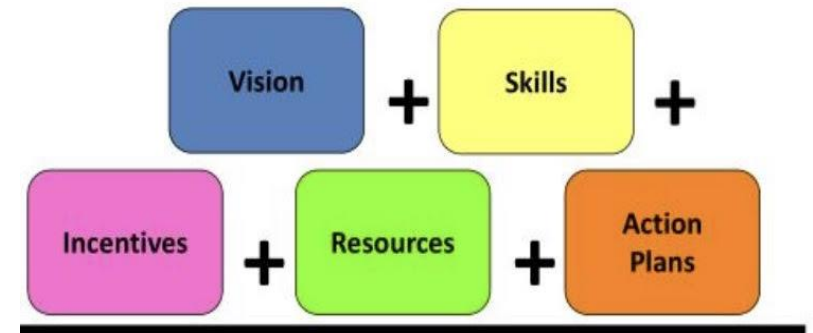 Vision + Skills +
Incentives + Resources + Action
Plans